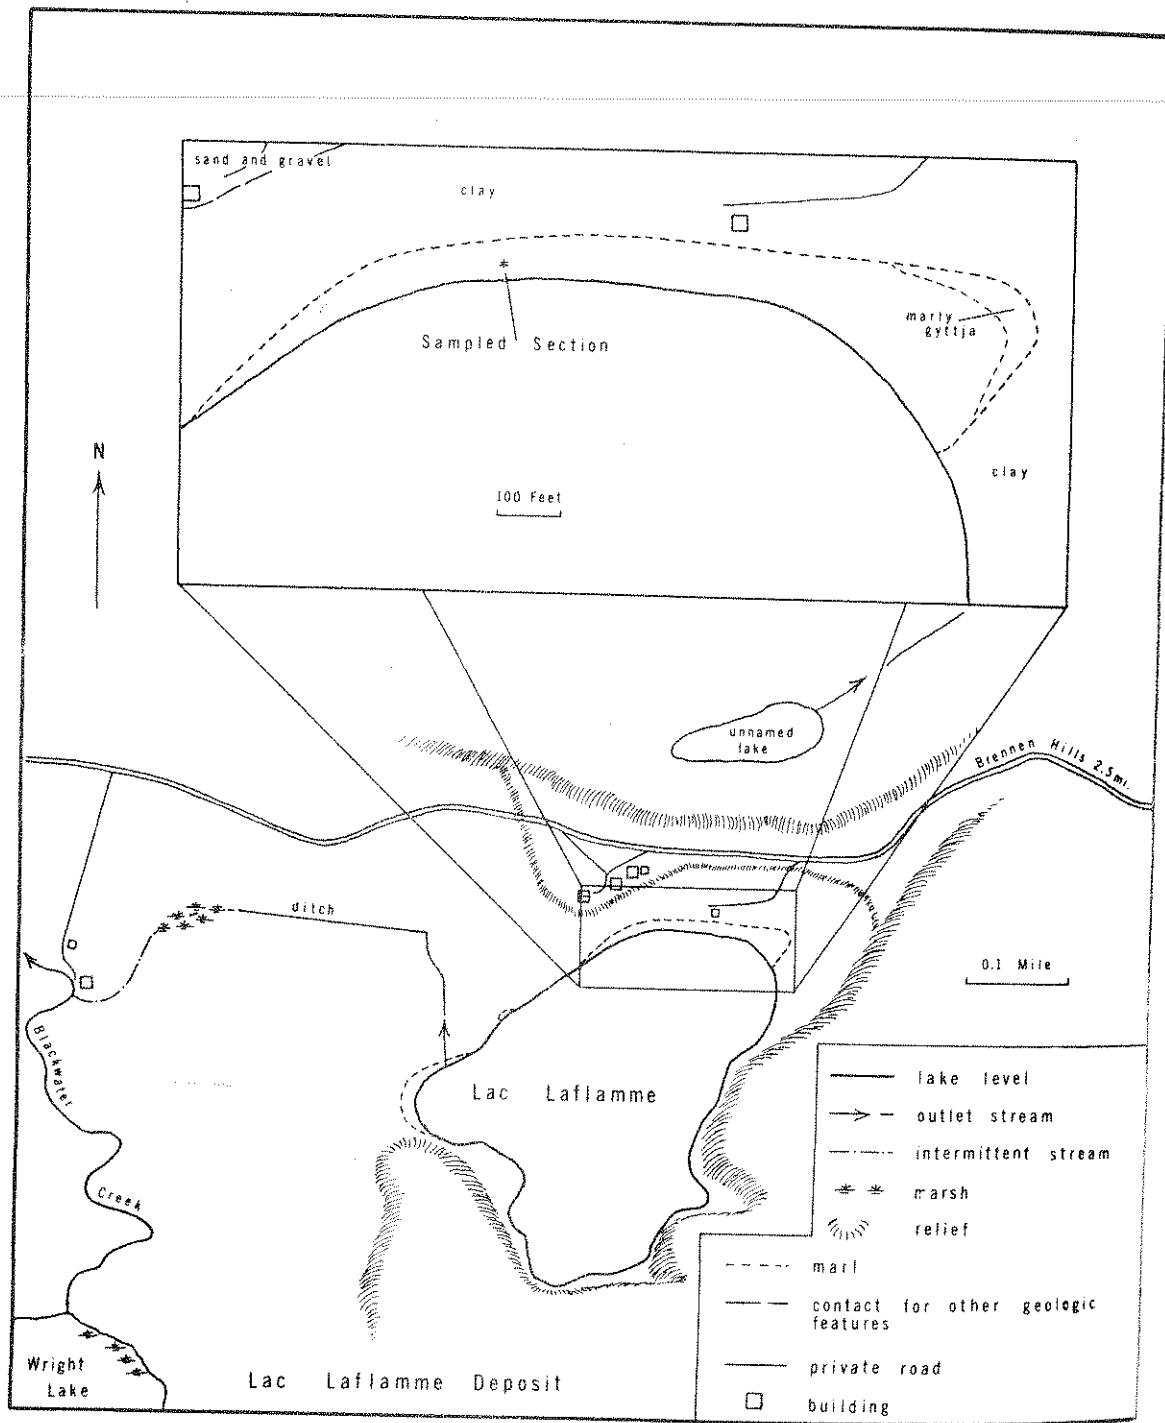 sand and gravel
clay
marly
gyttja
Sampled Section
N
clay
100 Feet
unnamed
lake
Brennen Hills 2.5mi.
ditch
0.1 Mile
Blackwater
Creek
Lac Laflamme
lake level
outlet stream
intermittent stream
marsh
relief
marl
contact for other geologic
features
private road
building
Wright
Lake
Lac Laflamme Deposit